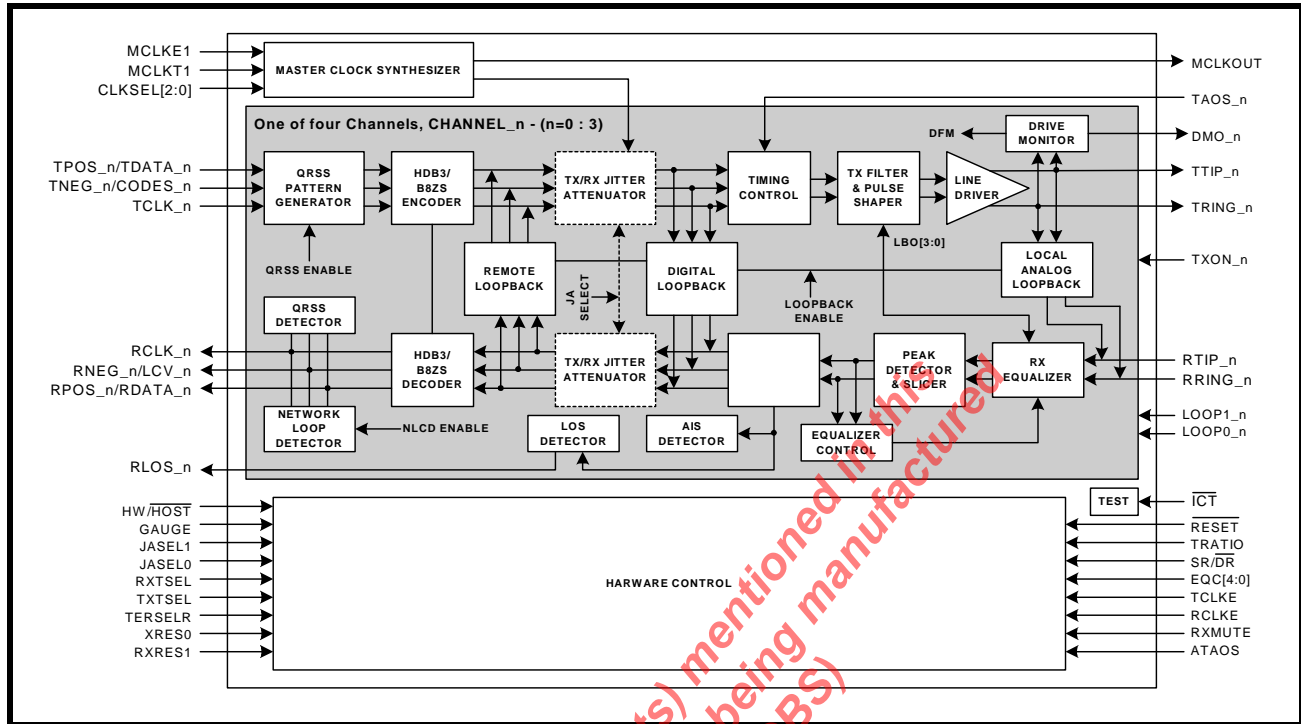 MCLKE1
MCLKT1
CLKSEL[2:0]
MASTER CLOCK SYNTHESIZER
MCLKOUT
TAOS_n
One of four Channels, CHANNEL_n - (n=0 : 3)
DFM
DRIVE
MONITOR
DMO_n
TPOS_n/TDATA_n
TNEG_n/CODES_n
TCLK_n
QRSS
PATTERN
GENERATOR
HDB3/
B8ZS
ENCODER
TX/RX JITTER
ATTENUATOR
TIMING
CONTROL
TX FILTER
& PULSE
SHAPER
LINE
DRIVER
TTIP_n
TRING_n
QRSS ENABLE
REMOTE
LOOPBACK
JA
SELECT
DIGITAL
LOOPBACK
LOOPBACK
ENABLE
LBO[3:0]
LOCAL
ANALOG
LOOPBACK
TXON_n
QRSS
DETECTOR
RCLK_n
RNEG_n/LCV_n
RPOS_n/RDATA_n
HDB3/
B8ZS
DECODER
TX/RX JITTER
ATTENUATOR
PEAK
DETECTOR
& SLICER
RX
EQUALIZER
RTIP_n
RRING_n
NETWORK
LOOP
DETECTOR
NLCD ENABLE
LOS
DETECTOR
AIS
DETECTOR
EQUALIZER
CONTROL
LOOP1_n
LOOP0_n
RLOS_n
TEST
ICT
HW/HOST
GAUGE
JASEL1
JASEL0
RXTSEL
TXTSEL
TERSELR
XRES0
RXRES1
HARWARE CONTROL
RESET
TRATIO
SR/DR
EQC[4:0]
TCLKE
RCLKE
RXMUTE
ATAOS
ts) mentioned in this
being manufactured
BS)